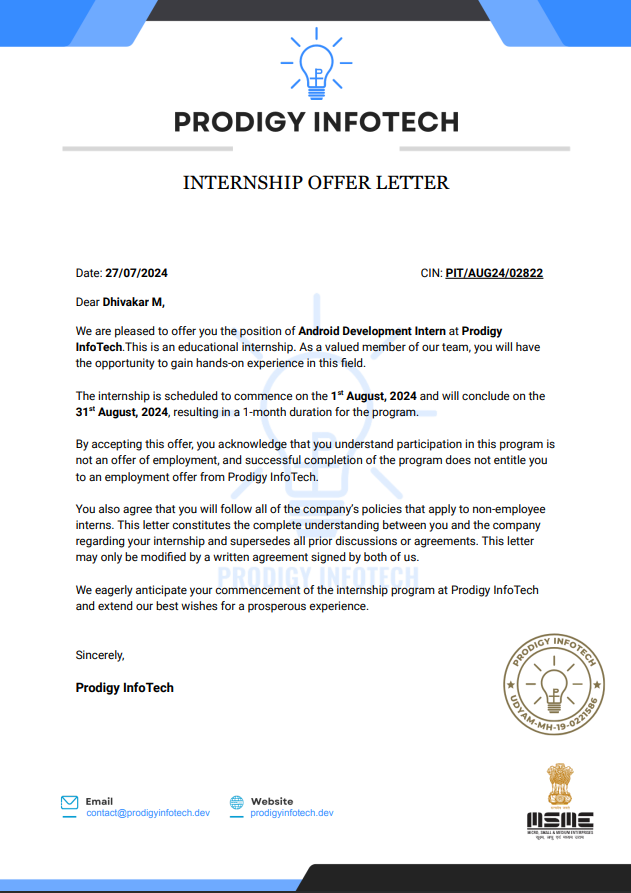 PRODIGY INFOTECH
INTERNSHIP OFFER LETTER
Date: 27/07/2024 CIN: PIT/AUG24/02822
Dear Dhivakar M,
We are pleased to offer you the position of Android Development Intern at Prodigy
InfoTech.This is an educational internship. As a valued member of our team, you will have
the opportunity to gain hands-on experience in this field.
The internship is scheduled to commence on the 1st August, 2024 and will conclude on the
31st August, 2024, resulting in a 1-month duration for the program.
By accepting this offer, you acknowledge that you understand participation in this program is
not an offer of employment, and successful completion of the program does not entitle you
to an employment offer from Prodigy InfoTech.
You also agree that you will follow all of the company's policies that apply to non-employee
interns. This letter constitutes the complete understanding between you and the company
regarding your internship and supersedes all prior discussions or agreements. This letter
may only be modified by a written agreement signed by both of us.
PRODIGY INFOTECH
We eagerly anticipate your commencement of the internship program at Prodigy InfoTech
and extend our best wishes for a prosperous experience.
Sincerely,
Prodigy InfoTech
PRODIGY INFOTECH
UDYAM-MH-19-0221586
Email
contact@prodigyinfotech.dev
Website
prodigyinfotech.dev
MSME
MICRO, SMALL & MEDIUM ENTERPRISES
सूक्ष्म, लघु एवं मध्यम उद्यम